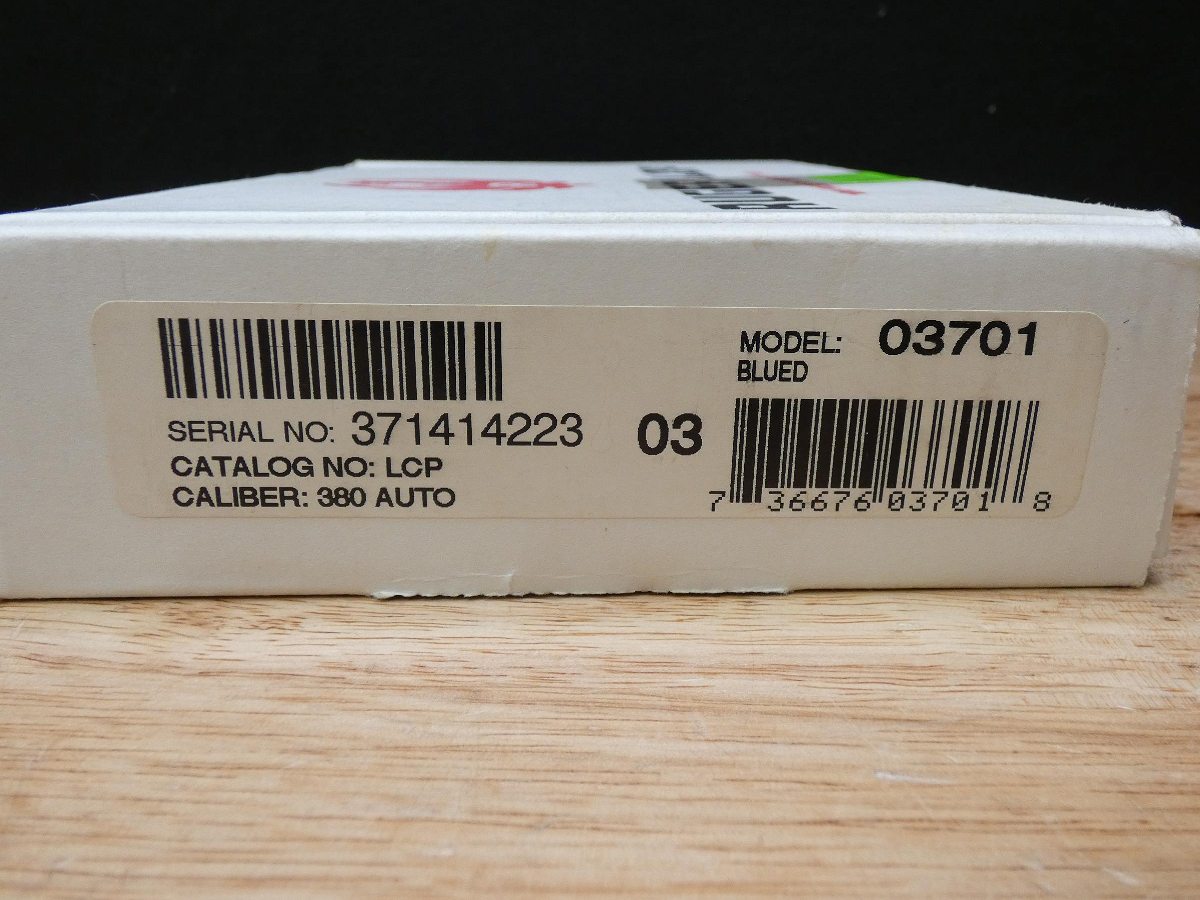 SERIAL NO: 371414223
CATALOG NO: LCP
CALIBER: 380 AUTO
03
MODEL: 03701
BLUED
7 36676 03701 8